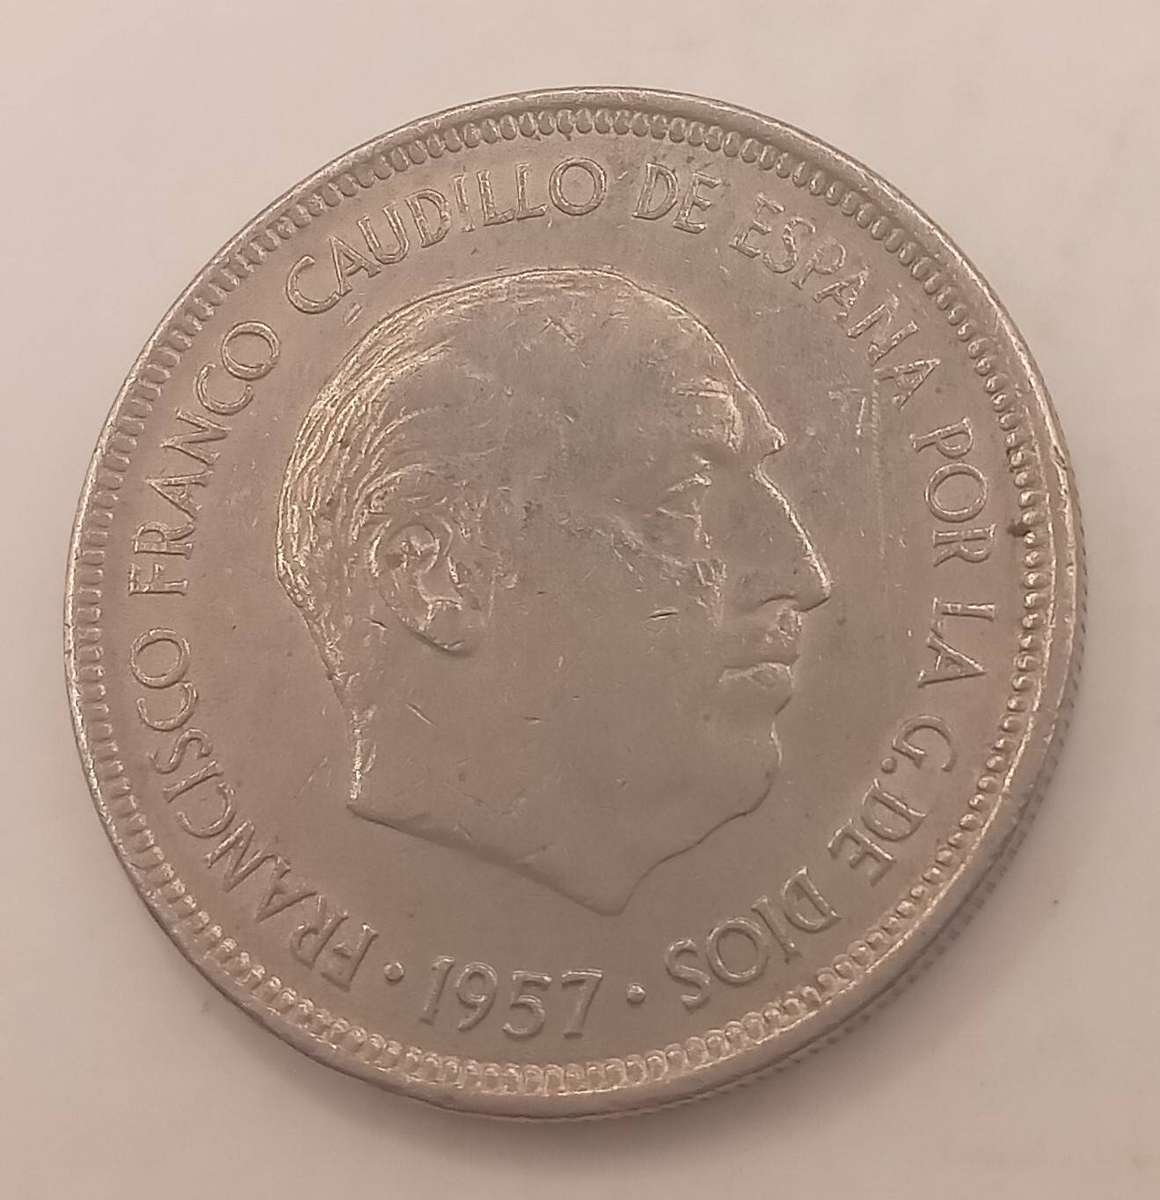 FRANCISCO FRANCO CAUDILLO DE ESPAÑA POR LA G. DE DIOS
· 1957 ·